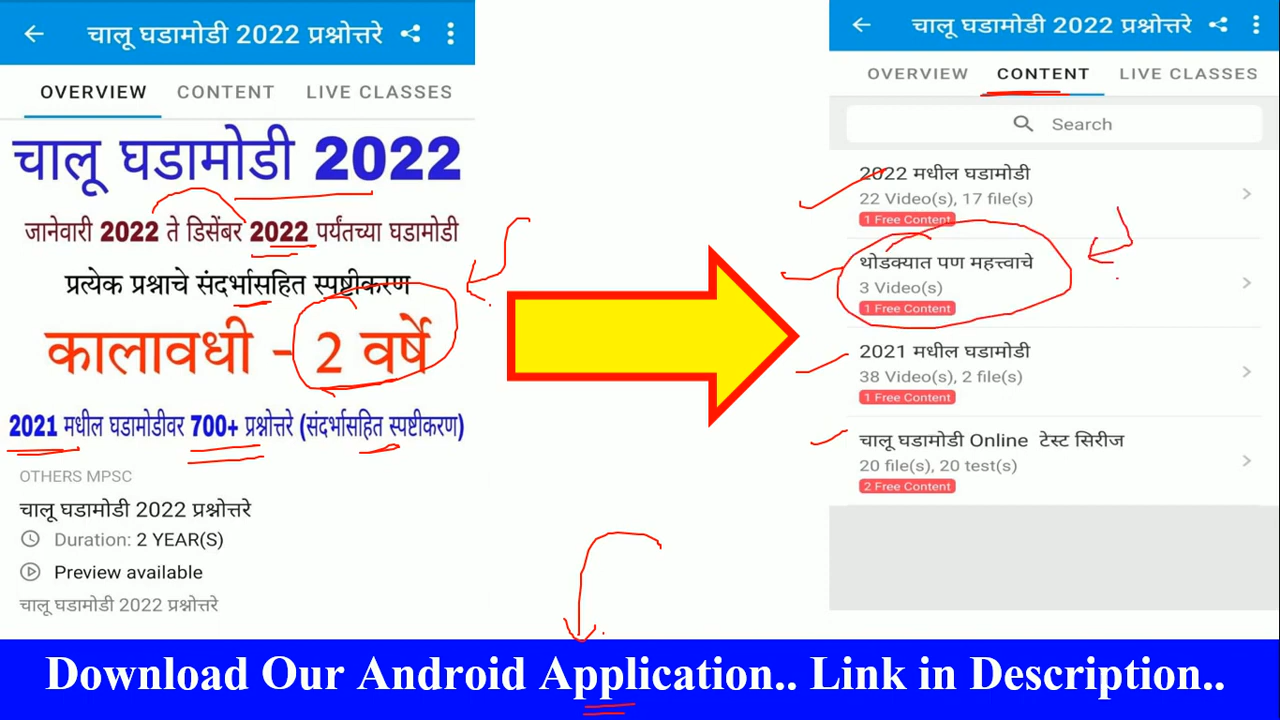 चालू घडामोडी 2022 प्रश्नोत्तरे
OVERVIEW CONTENT LIVE CLASSES
चालू घडामोडी 2022
जानेवारी 2022 ते डिसेंबर 2022 पर्यंतच्या घडामोडी
प्रत्येक प्रश्नाचे संदर्भासहित स्पष्टीकरण
कालावधी - 2 वर्षे
2021 मधील घडामोडीवर 700+ प्रश्नोत्तरे (संदर्भासहित स्पष्टीकरण)
OTHERS MPSC
चालू घडामोडी 2022 प्रश्नोत्तरे
Duration: 2 YEAR(S)
Preview available
चालू घडामोडी 2022 प्रश्नोत्तरे
चालू घडामोडी 2022 प्रश्नोत्तरे
OVERVIEW CONTENT LIVE CLASSES
Search
2022 मधील घडामोडी
22 Video(s), 17 file(s)
1 Free Content
थोडक्यात पण महत्त्वाचे
3 Video(s)
1 Free Content
2021 मधील घडामोडी
38 Video(s), 2 file(s)
1 Free Content
चालू घडामोडी Online टेस्ट सिरीज
20 file(s), 20 test(s)
2 Free Content
Download Our Android Application.. Link in Description..